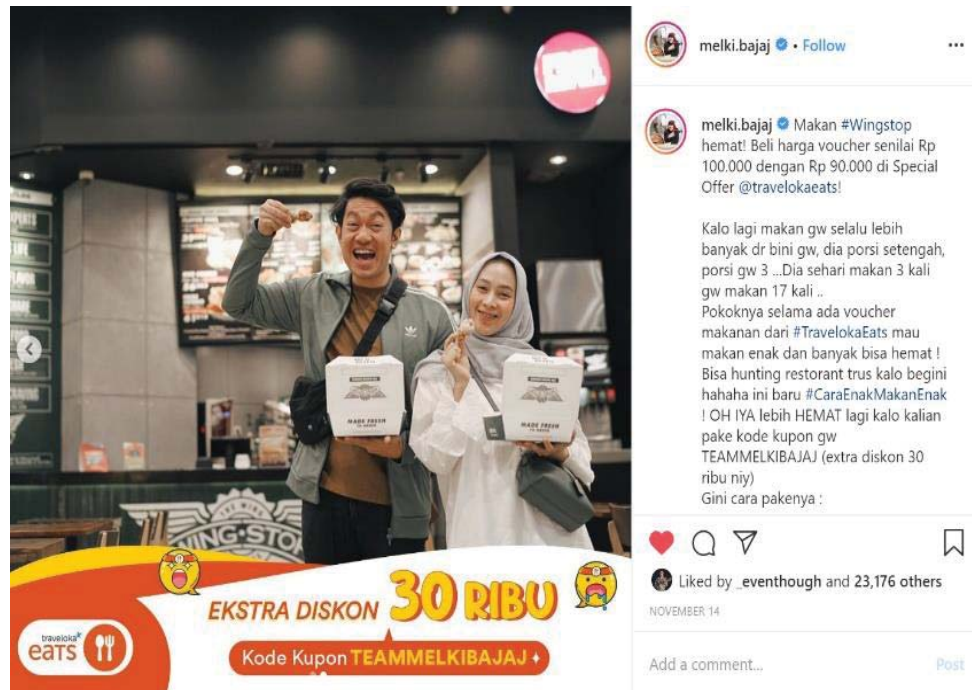 MADE FRESH
MADE FRESH
WING-STOP
EKSTRA DISKON 30 RIBU
traveloka
eats
Kode Kupon TEAMMELKIBAJAJ
melki.bajaj • Follow
melki.bajaj Makan #Wingstop
hemat! Beli harga voucher senilai Rp
100.000 dengan Rp 90.000 di Special
Offer @travelokaeats!
Kalo lagi makan gw selalu lebih
banyak dr bini gw, dia porsi setengah,
porsi gw 3 ...Dia sehari makan 3 kali
gw makan 17 kali ..
Pokoknya selama ada voucher
makanan dari #TravelokaEats mau
makan enak dan banyak bisa hemat !
Bisa hunting restorant trus kalo begini
hahaha ini baru #CaraEnakMakanEnak
! OH IYA lebih HEMAT lagi kalo kalian
pake kode kupon gw
TEAMMELKIBAJAJ (extra diskon 30
ribu niy)
Gini cara pakenya :
Liked by _eventhough and 23,176 others
NOVEMBER 14
Add a comment...
Post